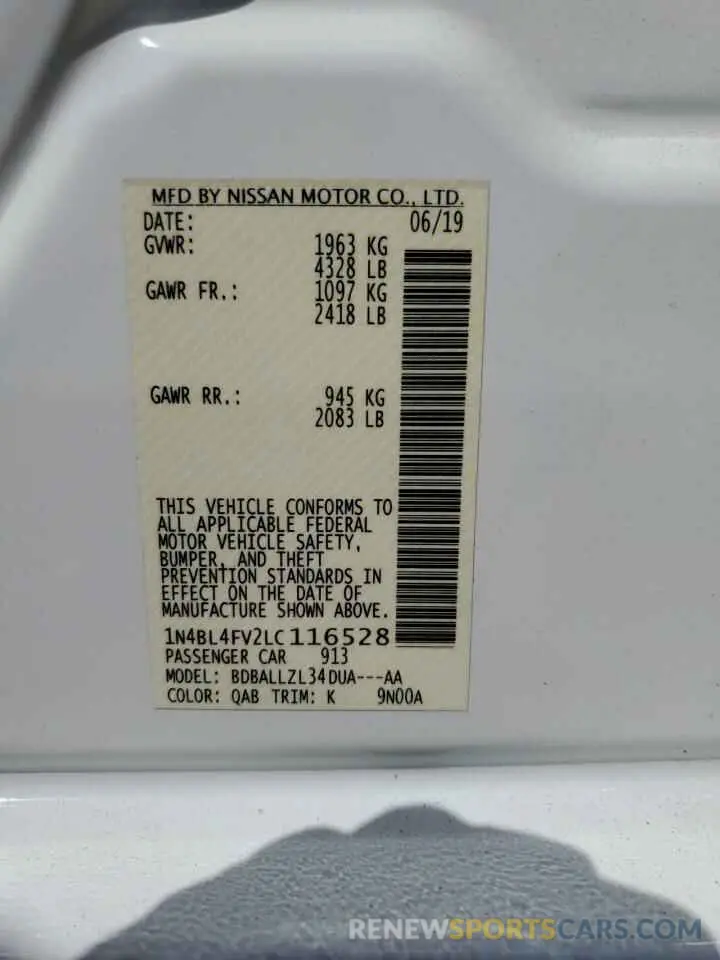 MFD BY NISSAN MOTOR CO., LTD.
DATE: 06/19
GVWR: 1963 KG
4328 LB
GAWR FR.: 1097 KG
2418 LB
GAWR RR.: 945 KG
2083 LB
THIS VEHICLE CONFORMS TO
ALL APPLICABLE FEDERAL
MOTOR VEHICLE SAFETY,
BUMPER, AND THEFT
PREVENTION STANDARDS IN
EFFECT ON THE DATE OF
MANUFACTURE SHOWN ABOVE.
1N4BL4FV2LC116528
PASSENGER CAR 913
MODEL: BDBALLZL34DUA---AA
COLOR: QAB TRIM: K 9N00A
RENEWSPORTSCARS.COM